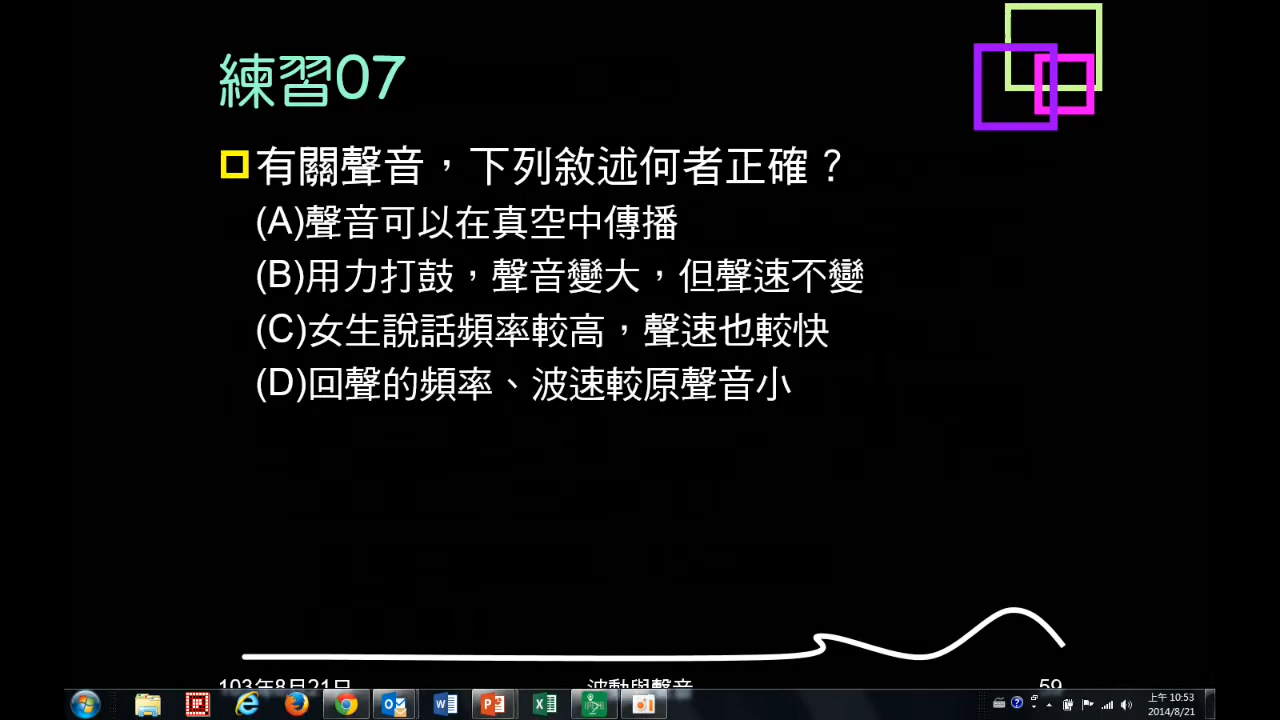 練習07
有關聲音，下列敘述何者正確？
(A)聲音可以在真空中傳播
(B)用力打鼓，聲音變大，但聲速不變
(C)女生說話頻率較高，聲速也較快
(D)回聲的頻率、波速較原聲音小
103年8月21日
波動與聲音
59
上午 10:53
2014/8/21